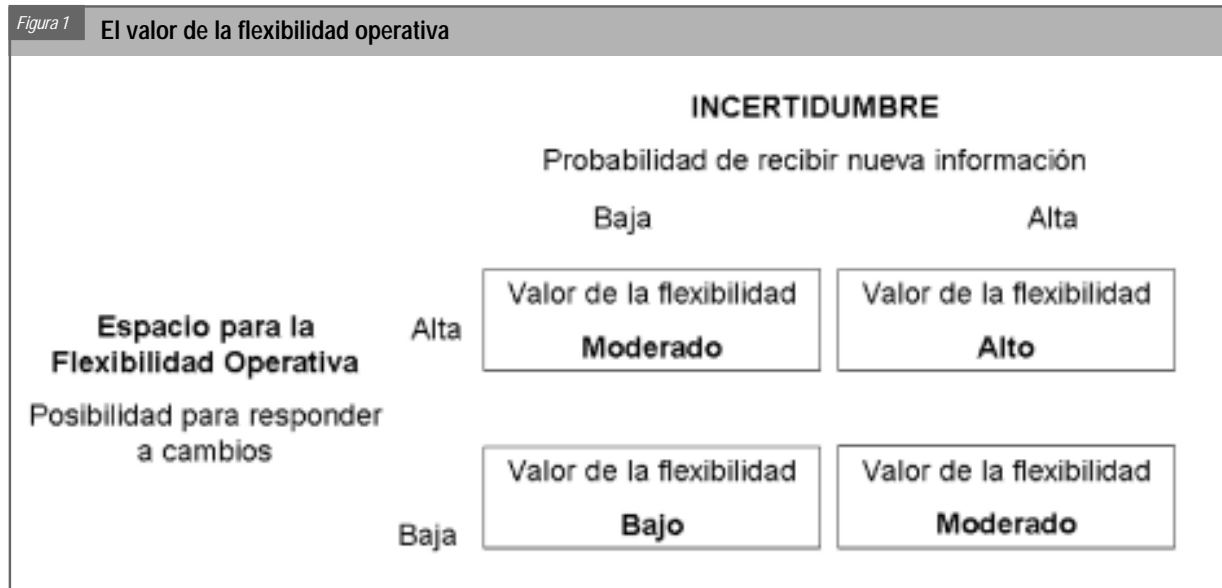 Figura 1
El valor de la flexibilidad operativa
INCERTIDUMBRE
Probabilidad de recibir nueva información
Baja Alta
Espacio para la
Flexibilidad Operativa
Posibilidad para responder
a cambios
Alta
Valor de la flexibilidad
Moderado
Valor de la flexibilidad
Alto
Baja
Valor de la flexibilidad
Bajo
Valor de la flexibilidad
Moderado